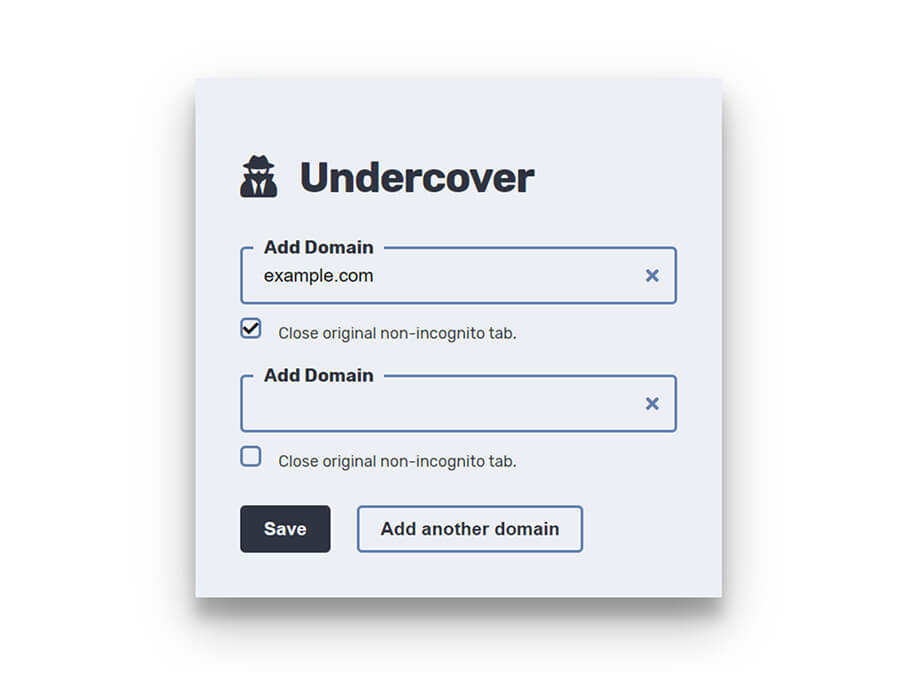 Undercover
Add Domain
example.com
Close original non-incognito tab.
Add Domain
Close original non-incognito tab.
Save
Add another domain